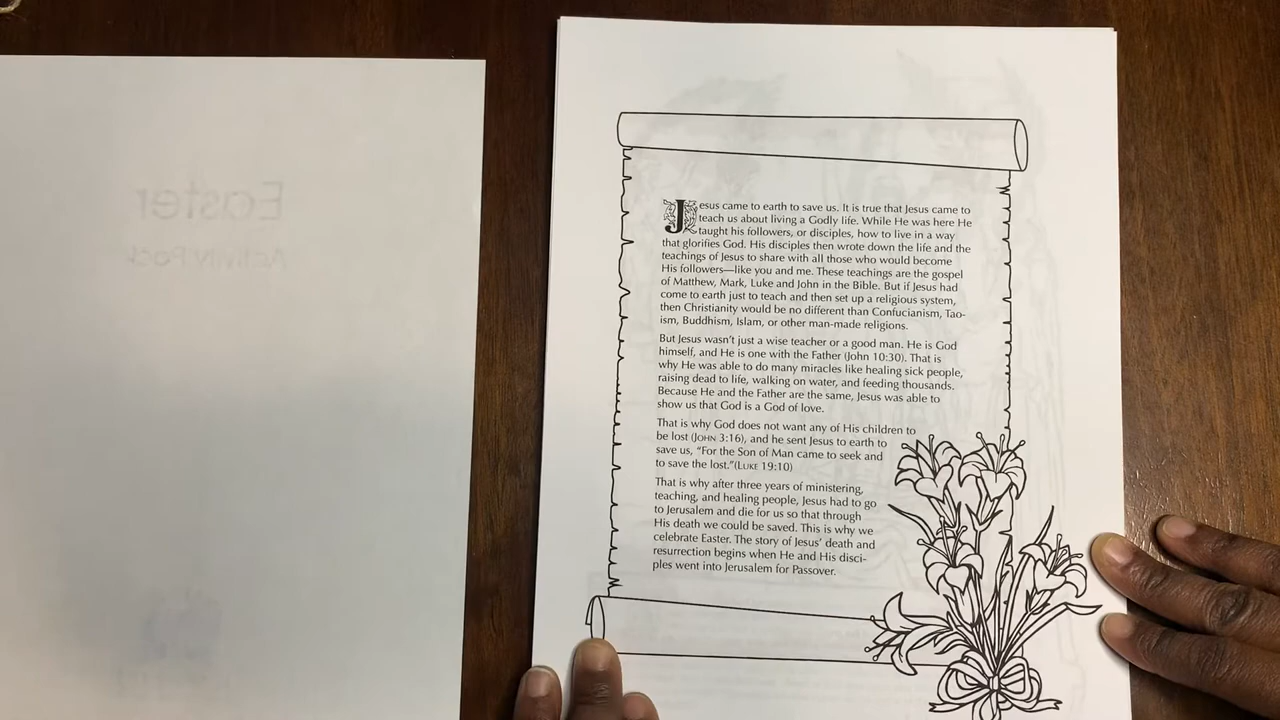 Easter
Activity Pack
Jesus came to earth to save us. It is true that Jesus came to
teach us about living a Godly life. While He was here He
taught his followers, or disciples, how to live in a way
that glorifies God. His disciples then wrote down the life and the
teachings of Jesus to share with all those who would become
His followers—like you and me. These teachings are the gospel
of Matthew, Mark, Luke and John in the Bible. But if Jesus had
come to earth just to teach and then set up a religious system,
then Christianity would be no different than Confucianism, Tao-
ism, Buddhism, Islam, or other man-made religions.
But Jesus wasn't just a wise teacher or a good man. He is God
himself, and He is one with the Father (John 10:30). That is
why He was able to do many miracles like healing sick people,
raising dead to life, walking on water, and feeding thousands.
Because He and the Father are the same, Jesus was able to
show us that God is a God of love.
That is why God does not want any of His children to
be lost (JOHN 3:16), and he sent Jesus to earth to
save us, “For the Son of Man came to seek and
to save the lost.”(LUKE 19:10)
That is why after three years of ministering,
teaching, and healing people, Jesus had to go
to Jerusalem and die for us so that through
His death we could be saved. This is why we
celebrate Easter. The story of Jesus’ death and
resurrection begins when He and His disci-
ples went into Jerusalem for Passover.